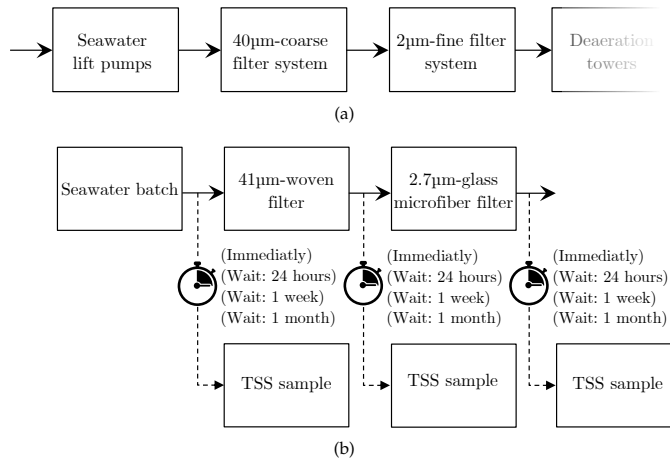 Seawater
lift pumps
40µm-coarse
filter system
2µm-fine filter
system
Deaeration
towers
(a)
Seawater batch
41µm-woven
filter
2.7µm-glass
microfiber filter
(Immediatly)
(Wait: 24 hours)
(Wait: 1 week)
(Wait: 1 month)
(Immediatly)
(Wait: 24 hours)
(Wait: 1 week)
(Wait: 1 month)
(Immediatly)
(Wait: 24 hours)
(Wait: 1 week)
(Wait: 1 month)
TSS sample
TSS sample
TSS sample
(b)